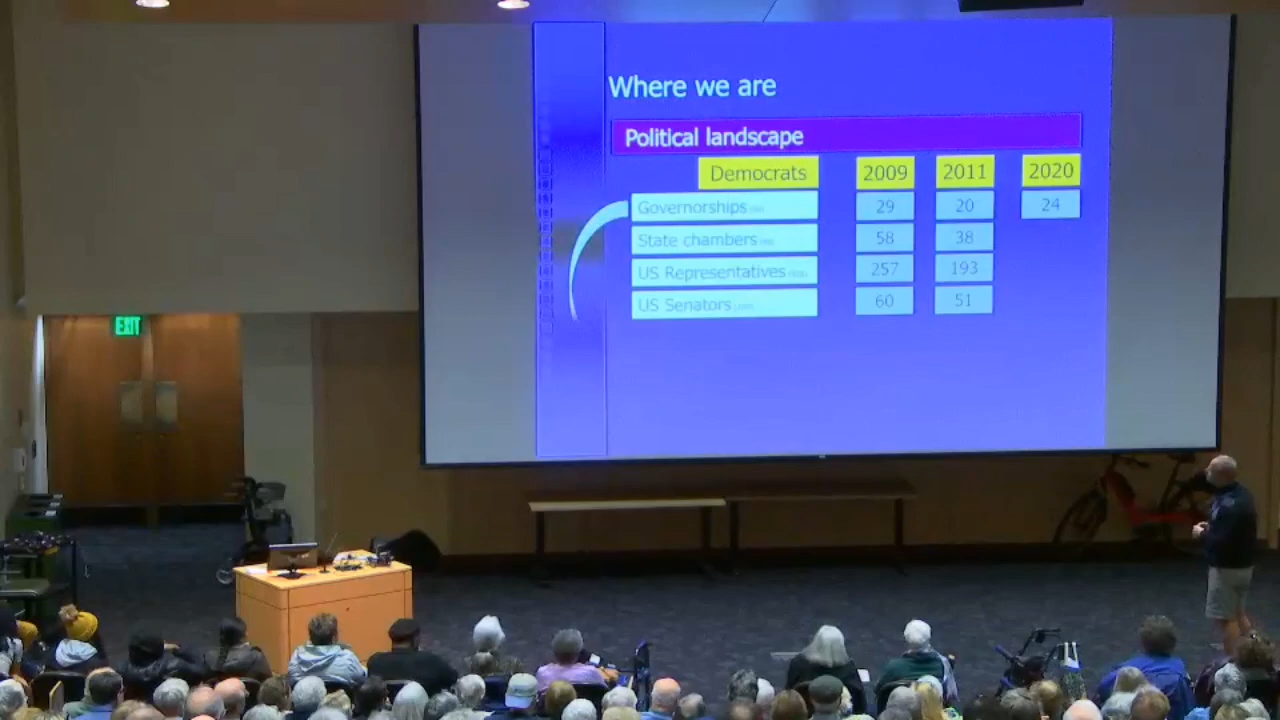 Where we are
Political landscape
Democrats 2009 2011 2020
Governorships 29 20 24
State chambers 58 38
US Representatives 257 193
US Senators 60 51
EXIT